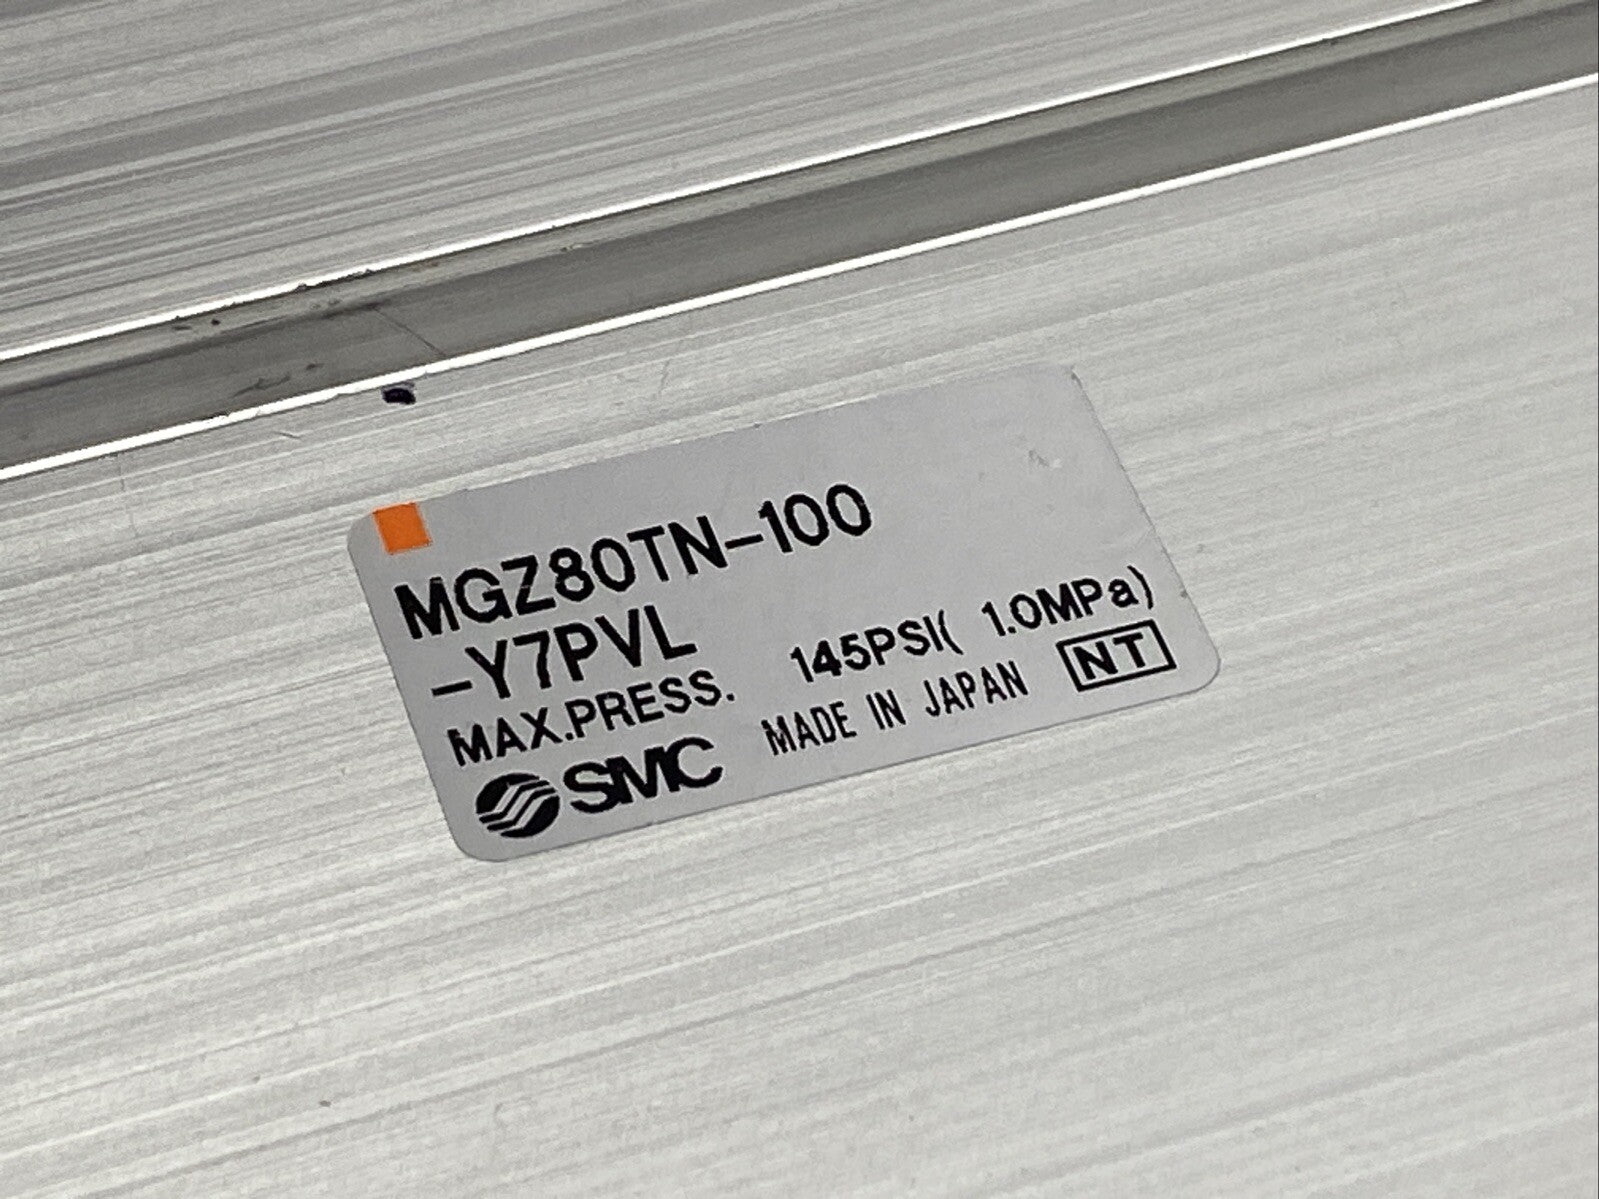 MGZ80TN-100
-Y7PVL
MAX.PRESS. 145PSI( 1.0MPa)
SMC MADE IN JAPAN NT